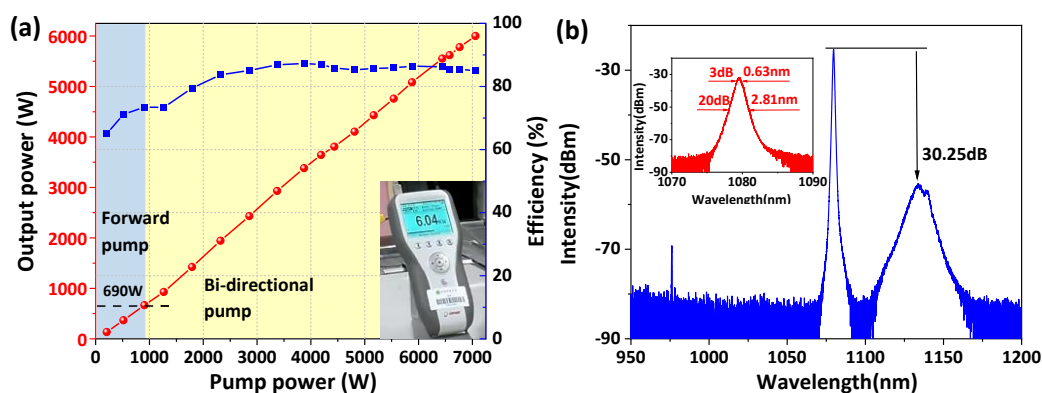 (a)
Output power (W)
6000
5000
4000
3000
2000
1000
0
100
80
60
40
20
0
Efficiency (%)
Forward
pump
690W
Bi-directional
pump
6.04
0 1000 2000 3000 4000 5000 6000 7000
Pump power (W)
(b)
Intensity(dBm)
-30
-50
-70
-90
30.25dB
Intensity(dBm)
-30
-50
-70
-90
3dB 0.63nm
20dB 2.81nm
1070 1080 1090
Wavelength(nm)
950 1000 1050 1100 1150 1200
Wavelength(nm)